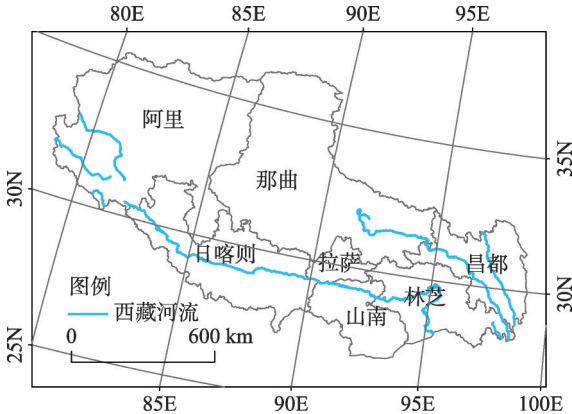 80E 85E 90E 95E
阿里
35N
那曲
30N
日喀则 拉萨 昌都
图例 林芝 30N
西藏河流 山南
0 600 km
25N
85E 90E 95E 100E